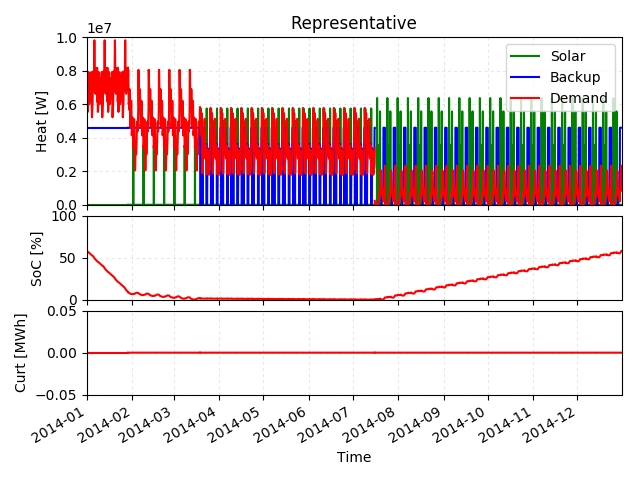 Representative
1e7
1.0
0.8
0.6
0.4
0.2
0.0
Heat [W]
Solar
Backup
Demand
100
50
0
SoC [%]
0.05
0.00
−0.05
Curt [MWh]
2014-01
2014-02
2014-03
2014-04
2014-05
2014-06
2014-07
2014-08
2014-09
2014-10
2014-11
2014-12
Time